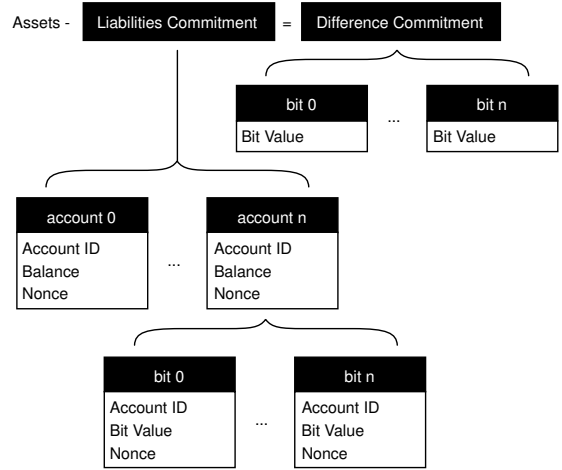 Assets - Liabilities Commitment = Difference Commitment
bit 0 ... bit n
Bit Value Bit Value
account 0 ... account n
Account ID Account ID
Balance Balance
Nonce Nonce
bit 0 ... bit n
Account ID Account ID
Bit Value Bit Value
Nonce Nonce